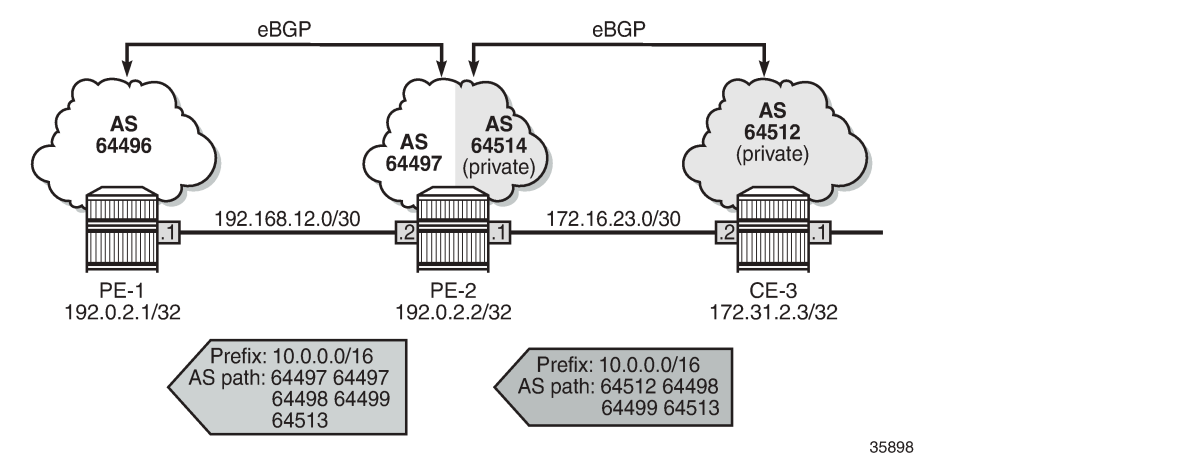 eBGP
eBGP
AS
64496
AS
64497
AS
64514
(private)
AS
64512
(private)
192.168.12.0/30
172.16.23.0/30
.1
.2
.1
.2
.1
PE-1
192.0.2.1/32
PE-2
192.0.2.2/32
CE-3
172.31.2.3/32
Prefix: 10.0.0.0/16
AS path: 64497 64497
64498 64499
64513
Prefix: 10.0.0.0/16
AS path: 64512 64498
64499 64513
35898